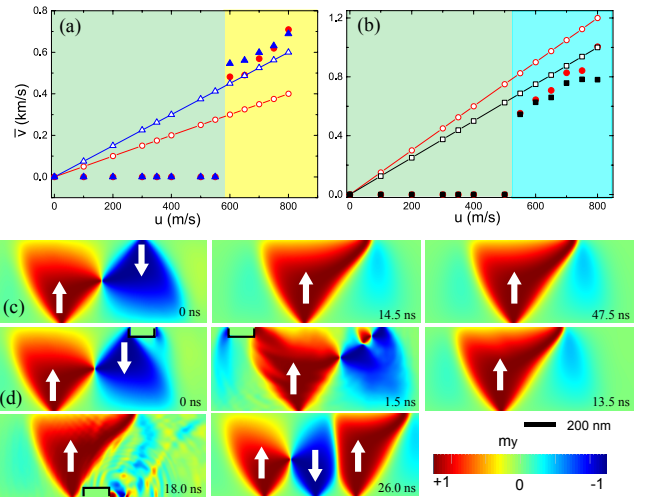 (a)
(b)
v̅ (km/s)
0.8
0.6
0.4
0.2
0.0
0 200 400 600 800
u (m/s)
1.2
0.8
0.4
0.0
0 200 400 600 800
u (m/s)
(c)
0 ns
14.5 ns
47.5 ns
(d)
0 ns
1.5 ns
13.5 ns
18.0 ns
26.0 ns
200 nm
my
+1 0 -1